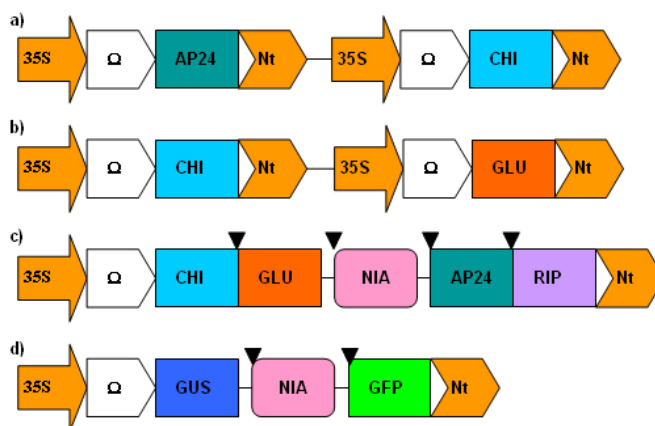 a)
35S Ω AP24 Nt 35S Ω CHI Nt
b)
35S Ω CHI Nt 35S Ω GLU Nt
c)
35S Ω CHI GLU NIA AP24 RIP Nt
d)
35S Ω GUS NIA GFP Nt